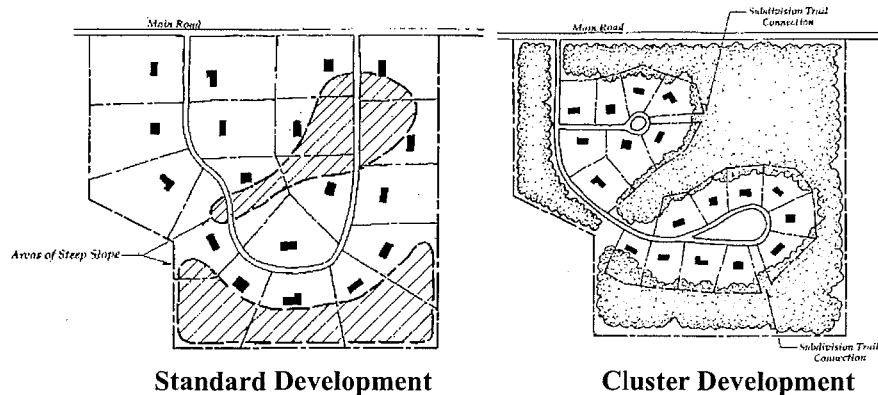 Main Road
Areas of Steep Slope
Standard Development
Subdivision Trail
Connection
Main Road
Subdivision Trail
Connection
Cluster Development